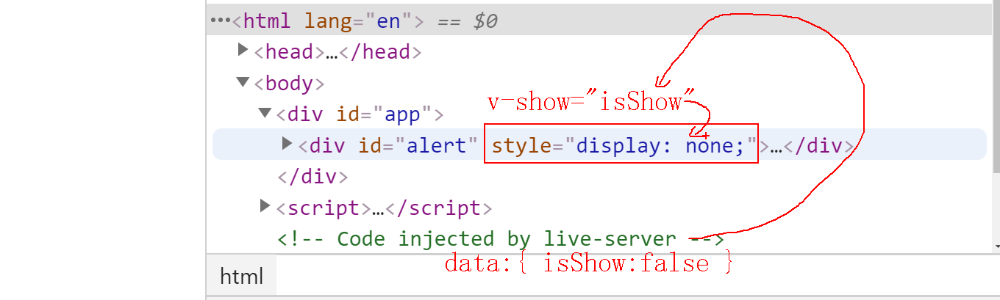 …<html lang="en"> == $0
<head>…</head>
<body>
v-show="isShow"
<div id="app">
<div id="alert" style="display: none;">…</div>
</div>
<script>…</script>
<!-- Code injected by live-server -->
data:{ isShow:false }
html